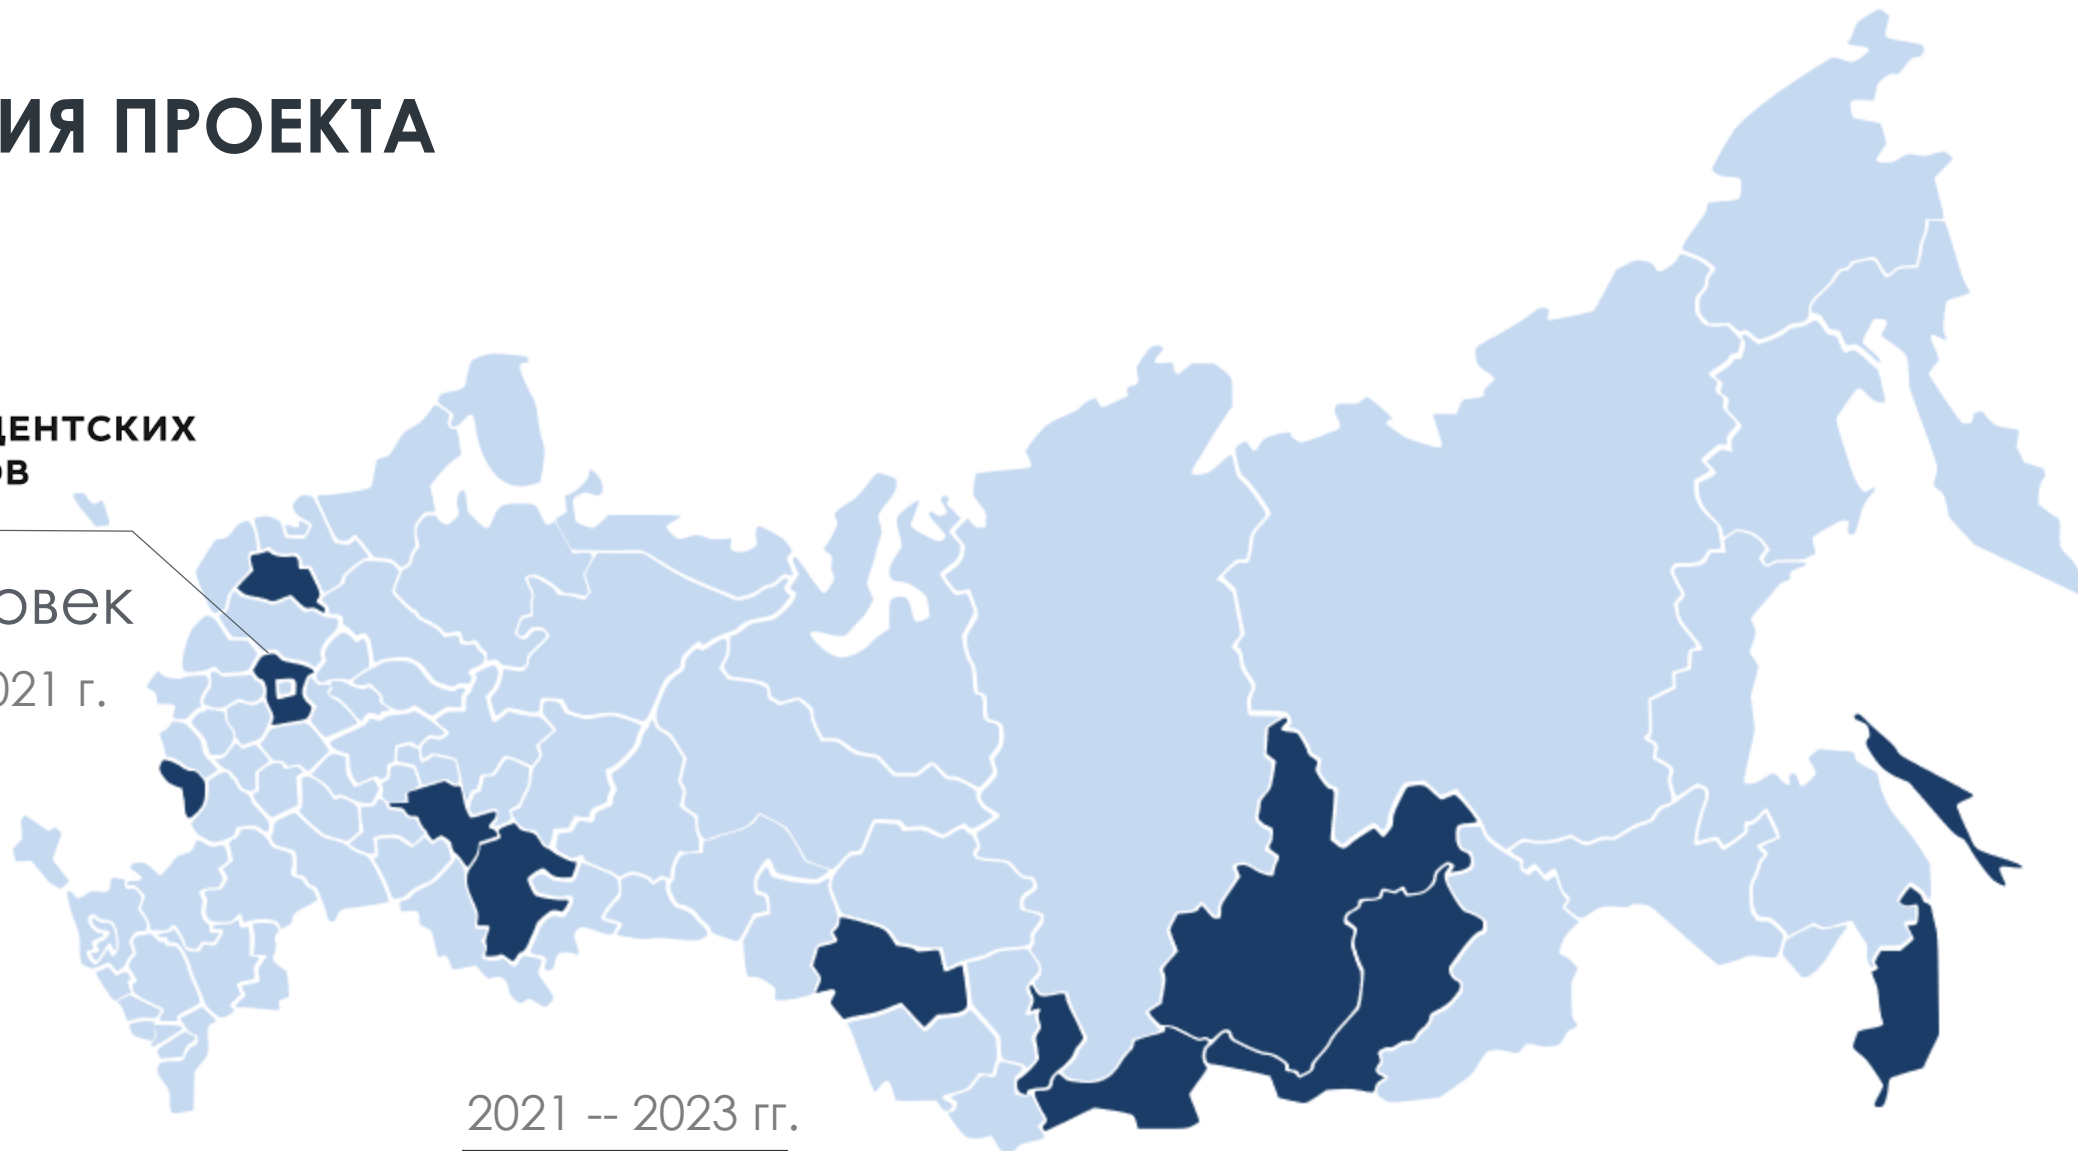 ИЯ ПРОЕКТА
ДЕНТСКИХ
ОВ
овек
021 г.
2021 -- 2023 гг.